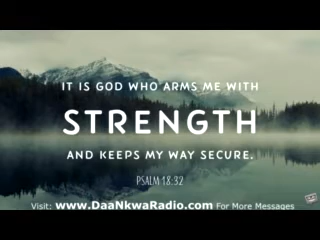 IT IS GOD WHO ARMS ME WITH
STRENGTH
AND KEEPS MY WAY SECURE.
PSALM 18:32
Visit: www.DaaNkwaRadio.com For More Messages